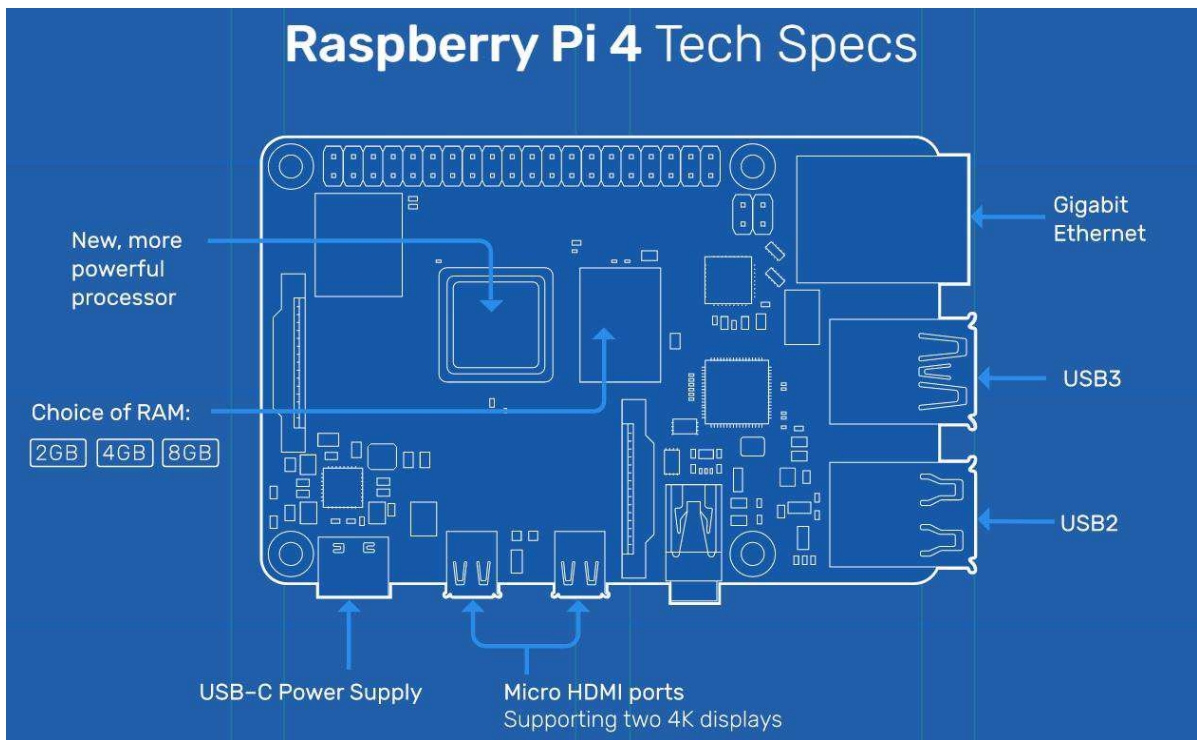 Raspberry Pi 4 Tech Specs
Gigabit
Ethernet
New, more
powerful
processor
USB3
Choice of RAM:
2GB 4GB 8GB
USB2
USB-C Power Supply
Micro HDMI ports
Supporting two 4K displays